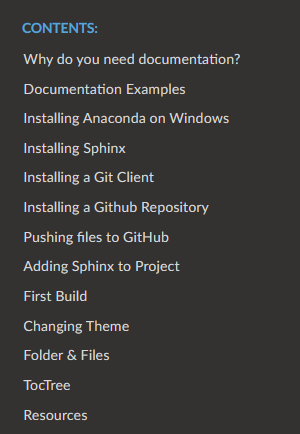 CONTENTS:
Why do you need documentation?
Documentation Examples
Installing Anaconda on Windows
Installing Sphinx
Installing a Git Client
Installing a Github Repository
Pushing files to GitHub
Adding Sphinx to Project
First Build
Changing Theme
Folder & Files
TocTree
Resources